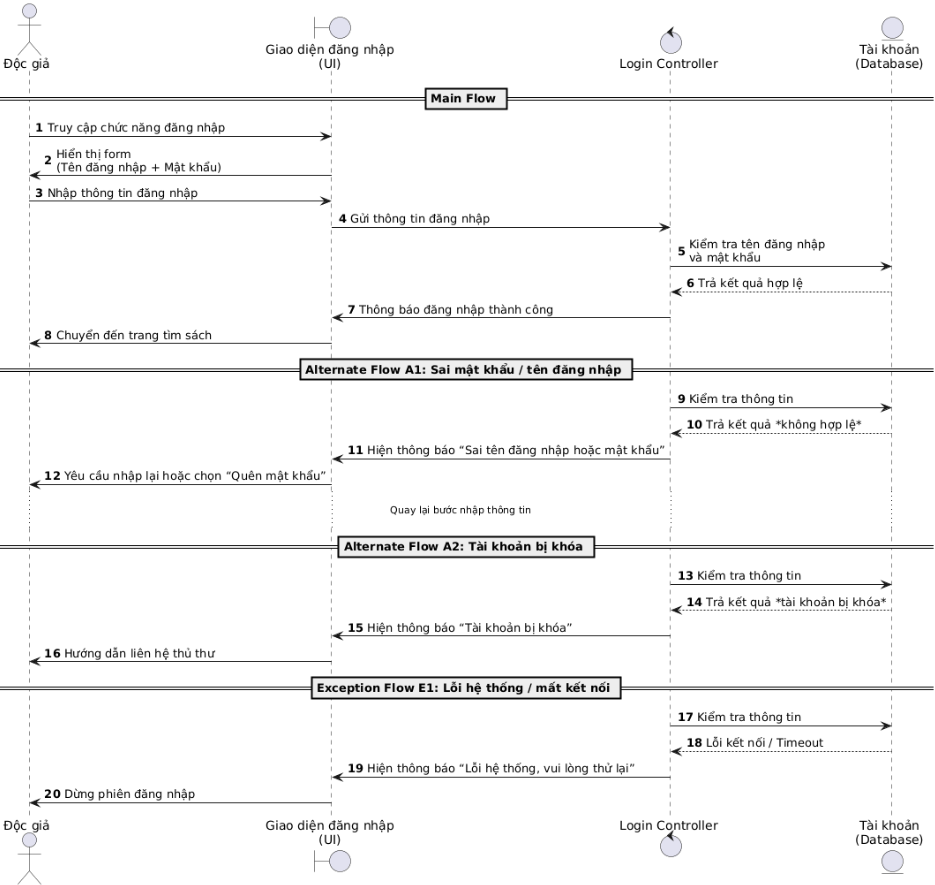 Độc giả
Giao diện đăng nhập
(UI)
Login Controller
Tài khoản
(Database)
Main Flow
1 Truy cập chức năng đăng nhập
2 Hiển thị form
(Tên đăng nhập + Mật khẩu)
3 Nhập thông tin đăng nhập
4 Gửi thông tin đăng nhập
5 Kiểm tra tên đăng nhập
và mật khẩu
6 Trả kết quả hợp lệ
7 Thông báo đăng nhập thành công
8 Chuyển đến trang tìm sách
Alternate Flow A1: Sai mật khẩu / tên đăng nhập
9 Kiểm tra thông tin
10 Trả kết quả *không hợp lệ*
11 Hiện thông báo “Sai tên đăng nhập hoặc mật khẩu”
12 Yêu cầu nhập lại hoặc chọn “Quên mật khẩu”
Quay lại bước nhập thông tin
Alternate Flow A2: Tài khoản bị khóa
13 Kiểm tra thông tin
14 Trả kết quả *tài khoản bị khóa*
15 Hiện thông báo “Tài khoản bị khóa”
16 Hướng dẫn liên hệ thủ thư
Exception Flow E1: Lỗi hệ thống / mất kết nối
17 Kiểm tra thông tin
18 Lỗi kết nối / Timeout
19 Hiện thông báo “Lỗi hệ thống, vui lòng thử lại”
20 Dừng phiên đăng nhập
Độc giả
Giao diện đăng nhập
(UI)
Login Controller
Tài khoản
(Database)